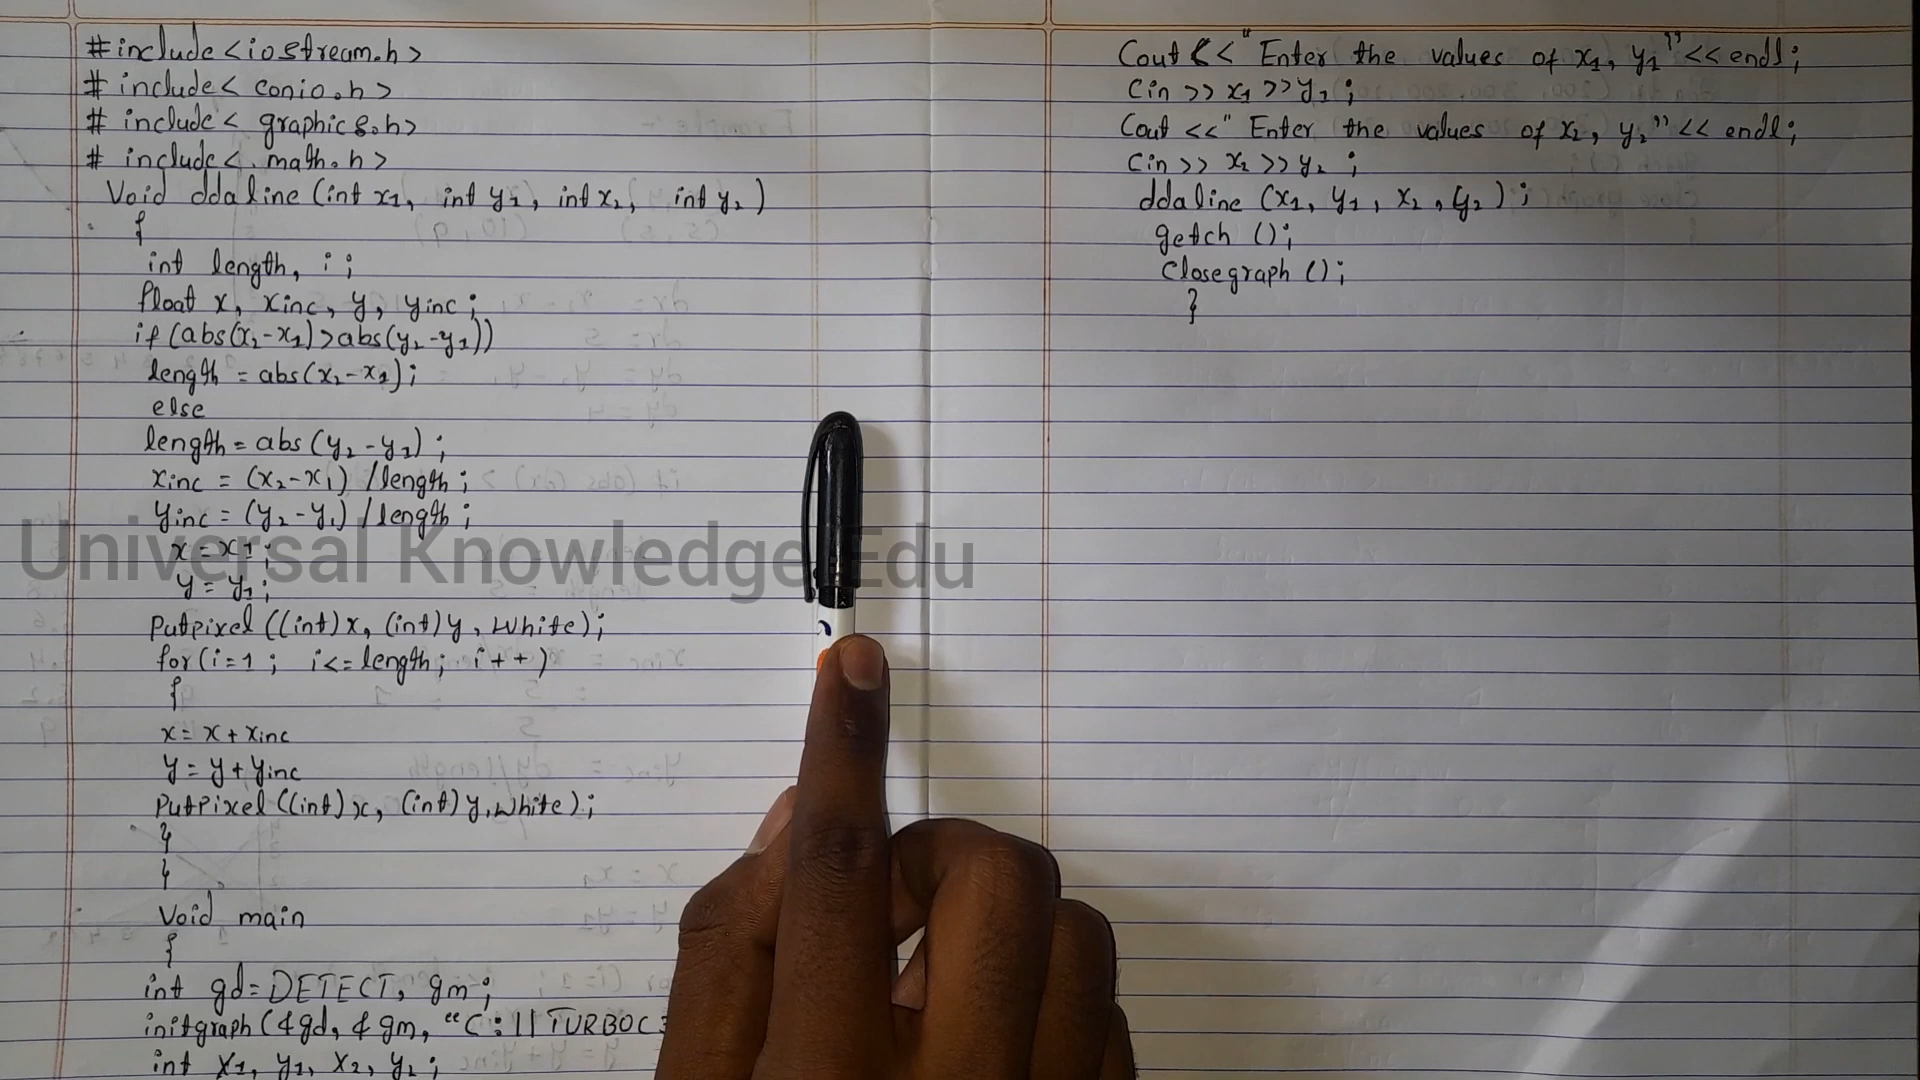 #include<iostream.h>
# include< conio.h>
# include< graphics.h>
# include<.math.h>
Void ddaline (int x1, int y1, int x2, int y2)
{
int length, i;
float x, xinc, y, yinc;
if (abs(x2-x1)>abs(y2-y1))
length = abs(x2-x1);
else
length = abs(y2-y1);
xinc = (x2-x1) /length;
yinc = (y2-y1) /length;
x = x1;
y = y1;
putpixel ((int)x, (int)y, White);
for (i=1; i<= length; i++)
{
x = x + xinc
y = y + yinc
putpixel ((int)x, (int)y, White);
}
}
Void main
{
int gd= DETECT, gm;
initgraph (&gd, &gm, "C:\\TURBOC3
int x1, y1, x2, y2;
Cout << "Enter the values of x1, y1" << endl;
Cin >> x1 >> y1;
Cout << "Enter the values of x2, y2" << endl;
Cin >> x2 >> y2;
ddaline (x1, y1, x2, y2);
getch ();
Closegraph ();
}
Universal Knowledge Edu